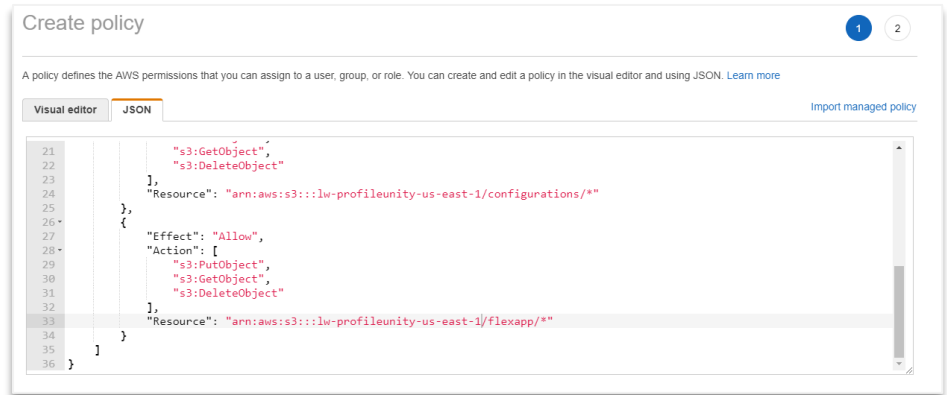 Create policy
1
2
A policy defines the AWS permissions that you can assign to a user, group, or role. You can create and edit a policy in the visual editor and using JSON. Learn more
Visual editor
JSON
Import managed policy
21 "s3:GetObject",
22 "s3:DeleteObject"
23 ],
24 "Resource": "arn:aws:s3:::lw-profileunity-us-east-1/configurations/*"
25 },
26 {
27 "Effect": "Allow",
28 "Action": [
29 "s3:PutObject",
30 "s3:GetObject",
31 "s3:DeleteObject"
32 ],
33 "Resource": "arn:aws:s3:::lw-profileunity-us-east-1/flexapp/*"
34 }
35 ]
36 }